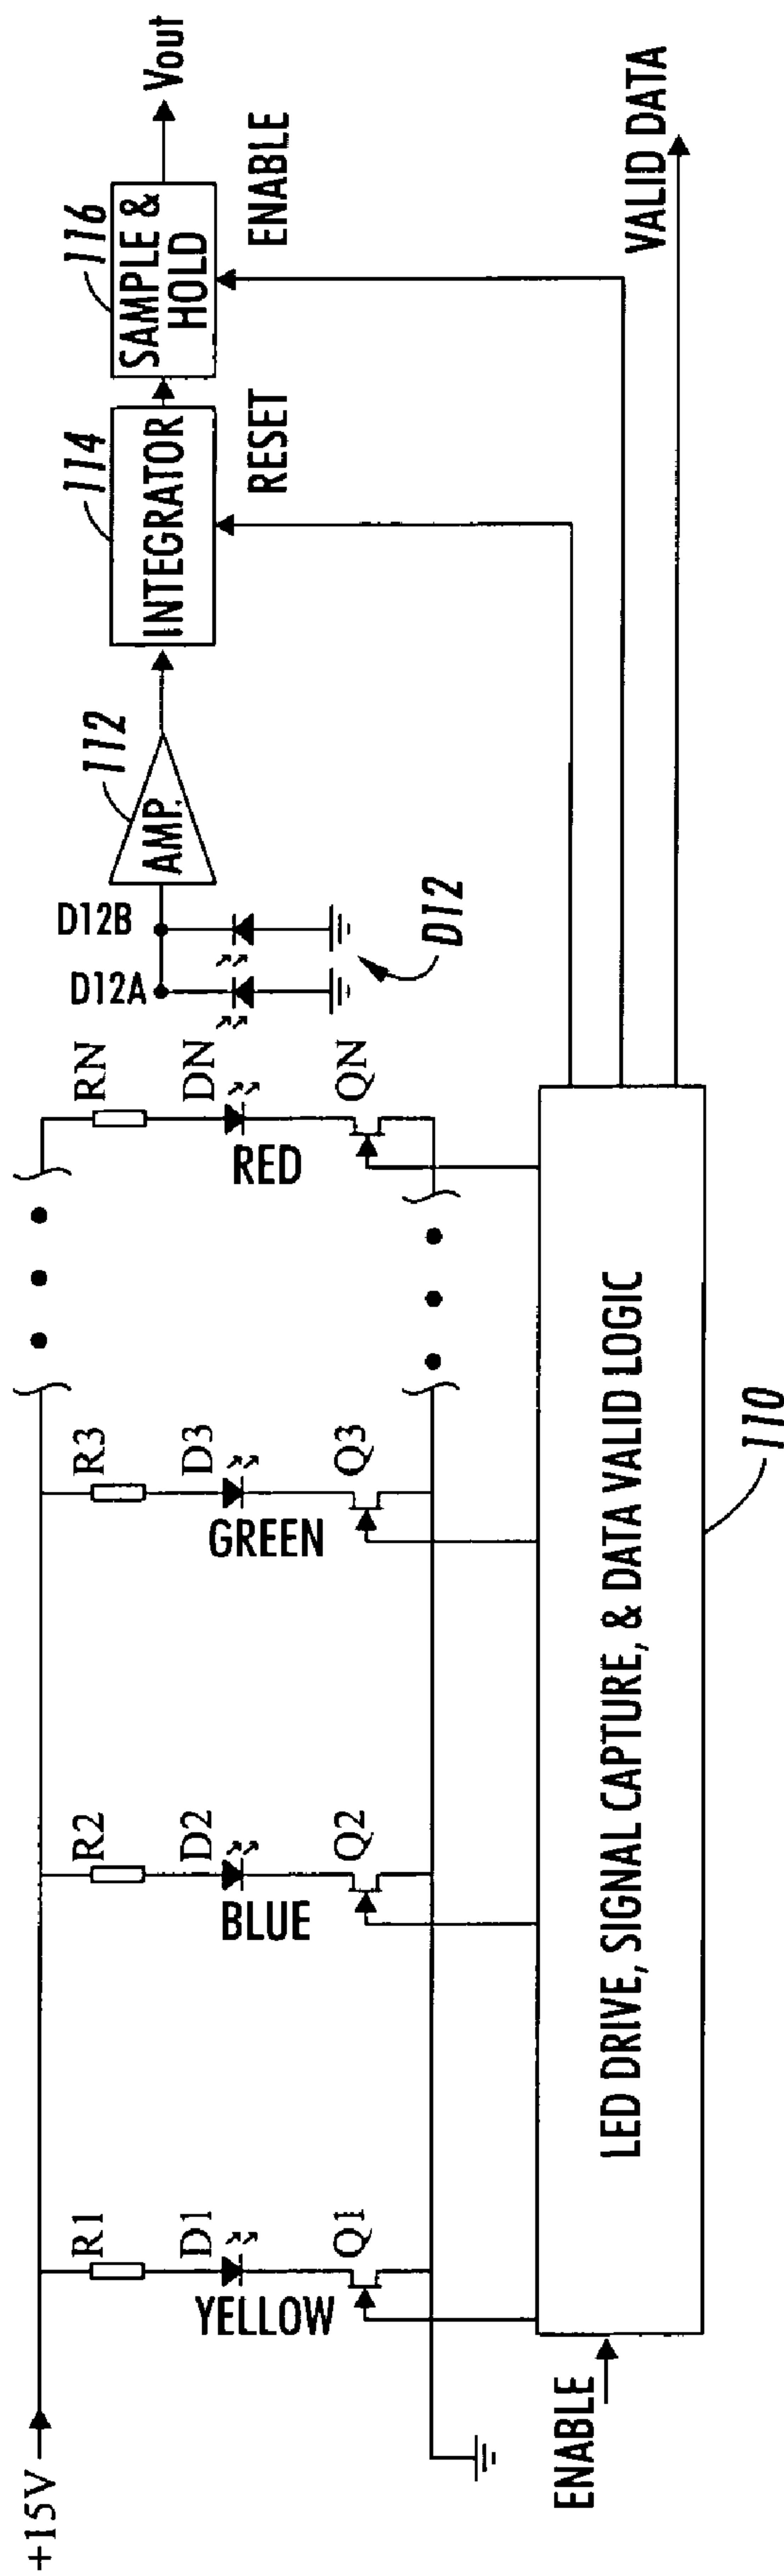 +15V
R1
R2
R3
RN
D1
D2
D3
DN
YELLOW
BLUE
GREEN
RED
Q1
Q2
Q3
QN
D12A
D12B
D12
AMP.
112
INTEGRATOR
114
SAMPLE &
HOLD
116
Vout
RESET
ENABLE
VALID DATA
ENABLE
LED DRIVE, SIGNAL CAPTURE, & DATA VALID LOGIC
110